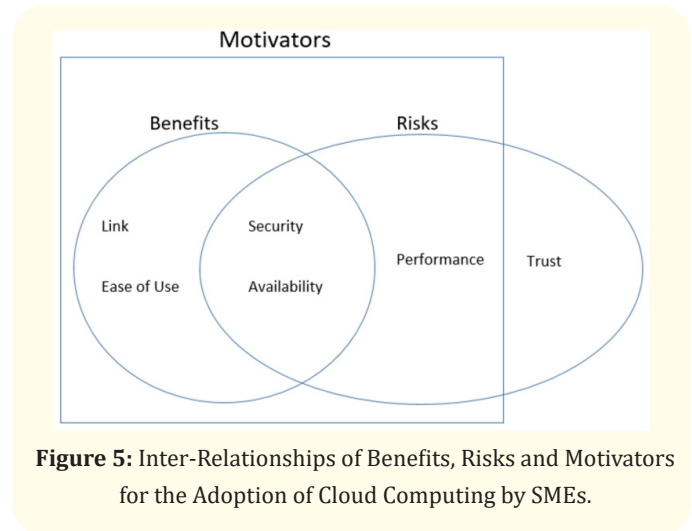 Motivators
Benefits Risks
Link Security
Performance Trust
Ease of Use Availability
Figure 5: Inter-Relationships of Benefits, Risks and Motivators
for the Adoption of Cloud Computing by SMEs.